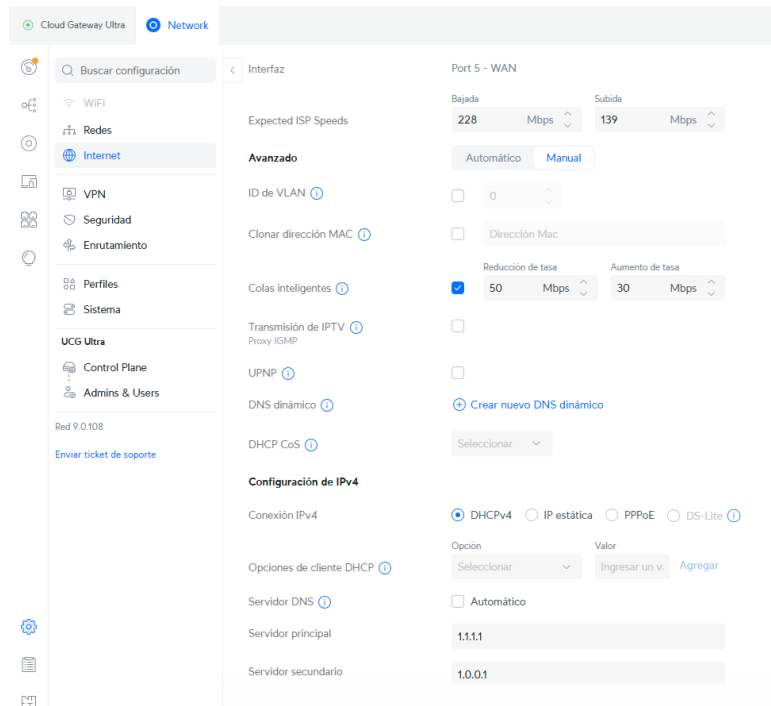 Cloud Gateway Ultra
Network
Buscar configuración
WiFi
Redes
Internet
VPN
Seguridad
Enrutamiento
Perfiles
Sistema
UCG Ultra
Control Plane
Admins & Users
Red 9.0.108
Enviar ticket de soporte
Interfaz
Port 5 - WAN
Bajada
Subida
Expected ISP Speeds
228 Mbps
139 Mbps
Avanzado
Automático
Manual
ID de VLAN
0
Clonar dirección MAC
Dirección Mac
Reducción de tasa
Aumento de tasa
Colas inteligentes
50 Mbps
30 Mbps
Transmisión de IPTV
Proxy IGMP
UPNP
DNS dinámico
Crear nuevo DNS dinámico
DHCP CoS
Seleccionar
Configuración de IPv4
Conexión IPv4
DHCPv4
IP estática
PPPoE
DS-Lite
Opción
Valor
Opciones de cliente DHCP
Seleccionar
Ingresar un v
Agregar
Servidor DNS
Automático
Servidor principal
1.1.1.1
Servidor secundario
1.0.0.1